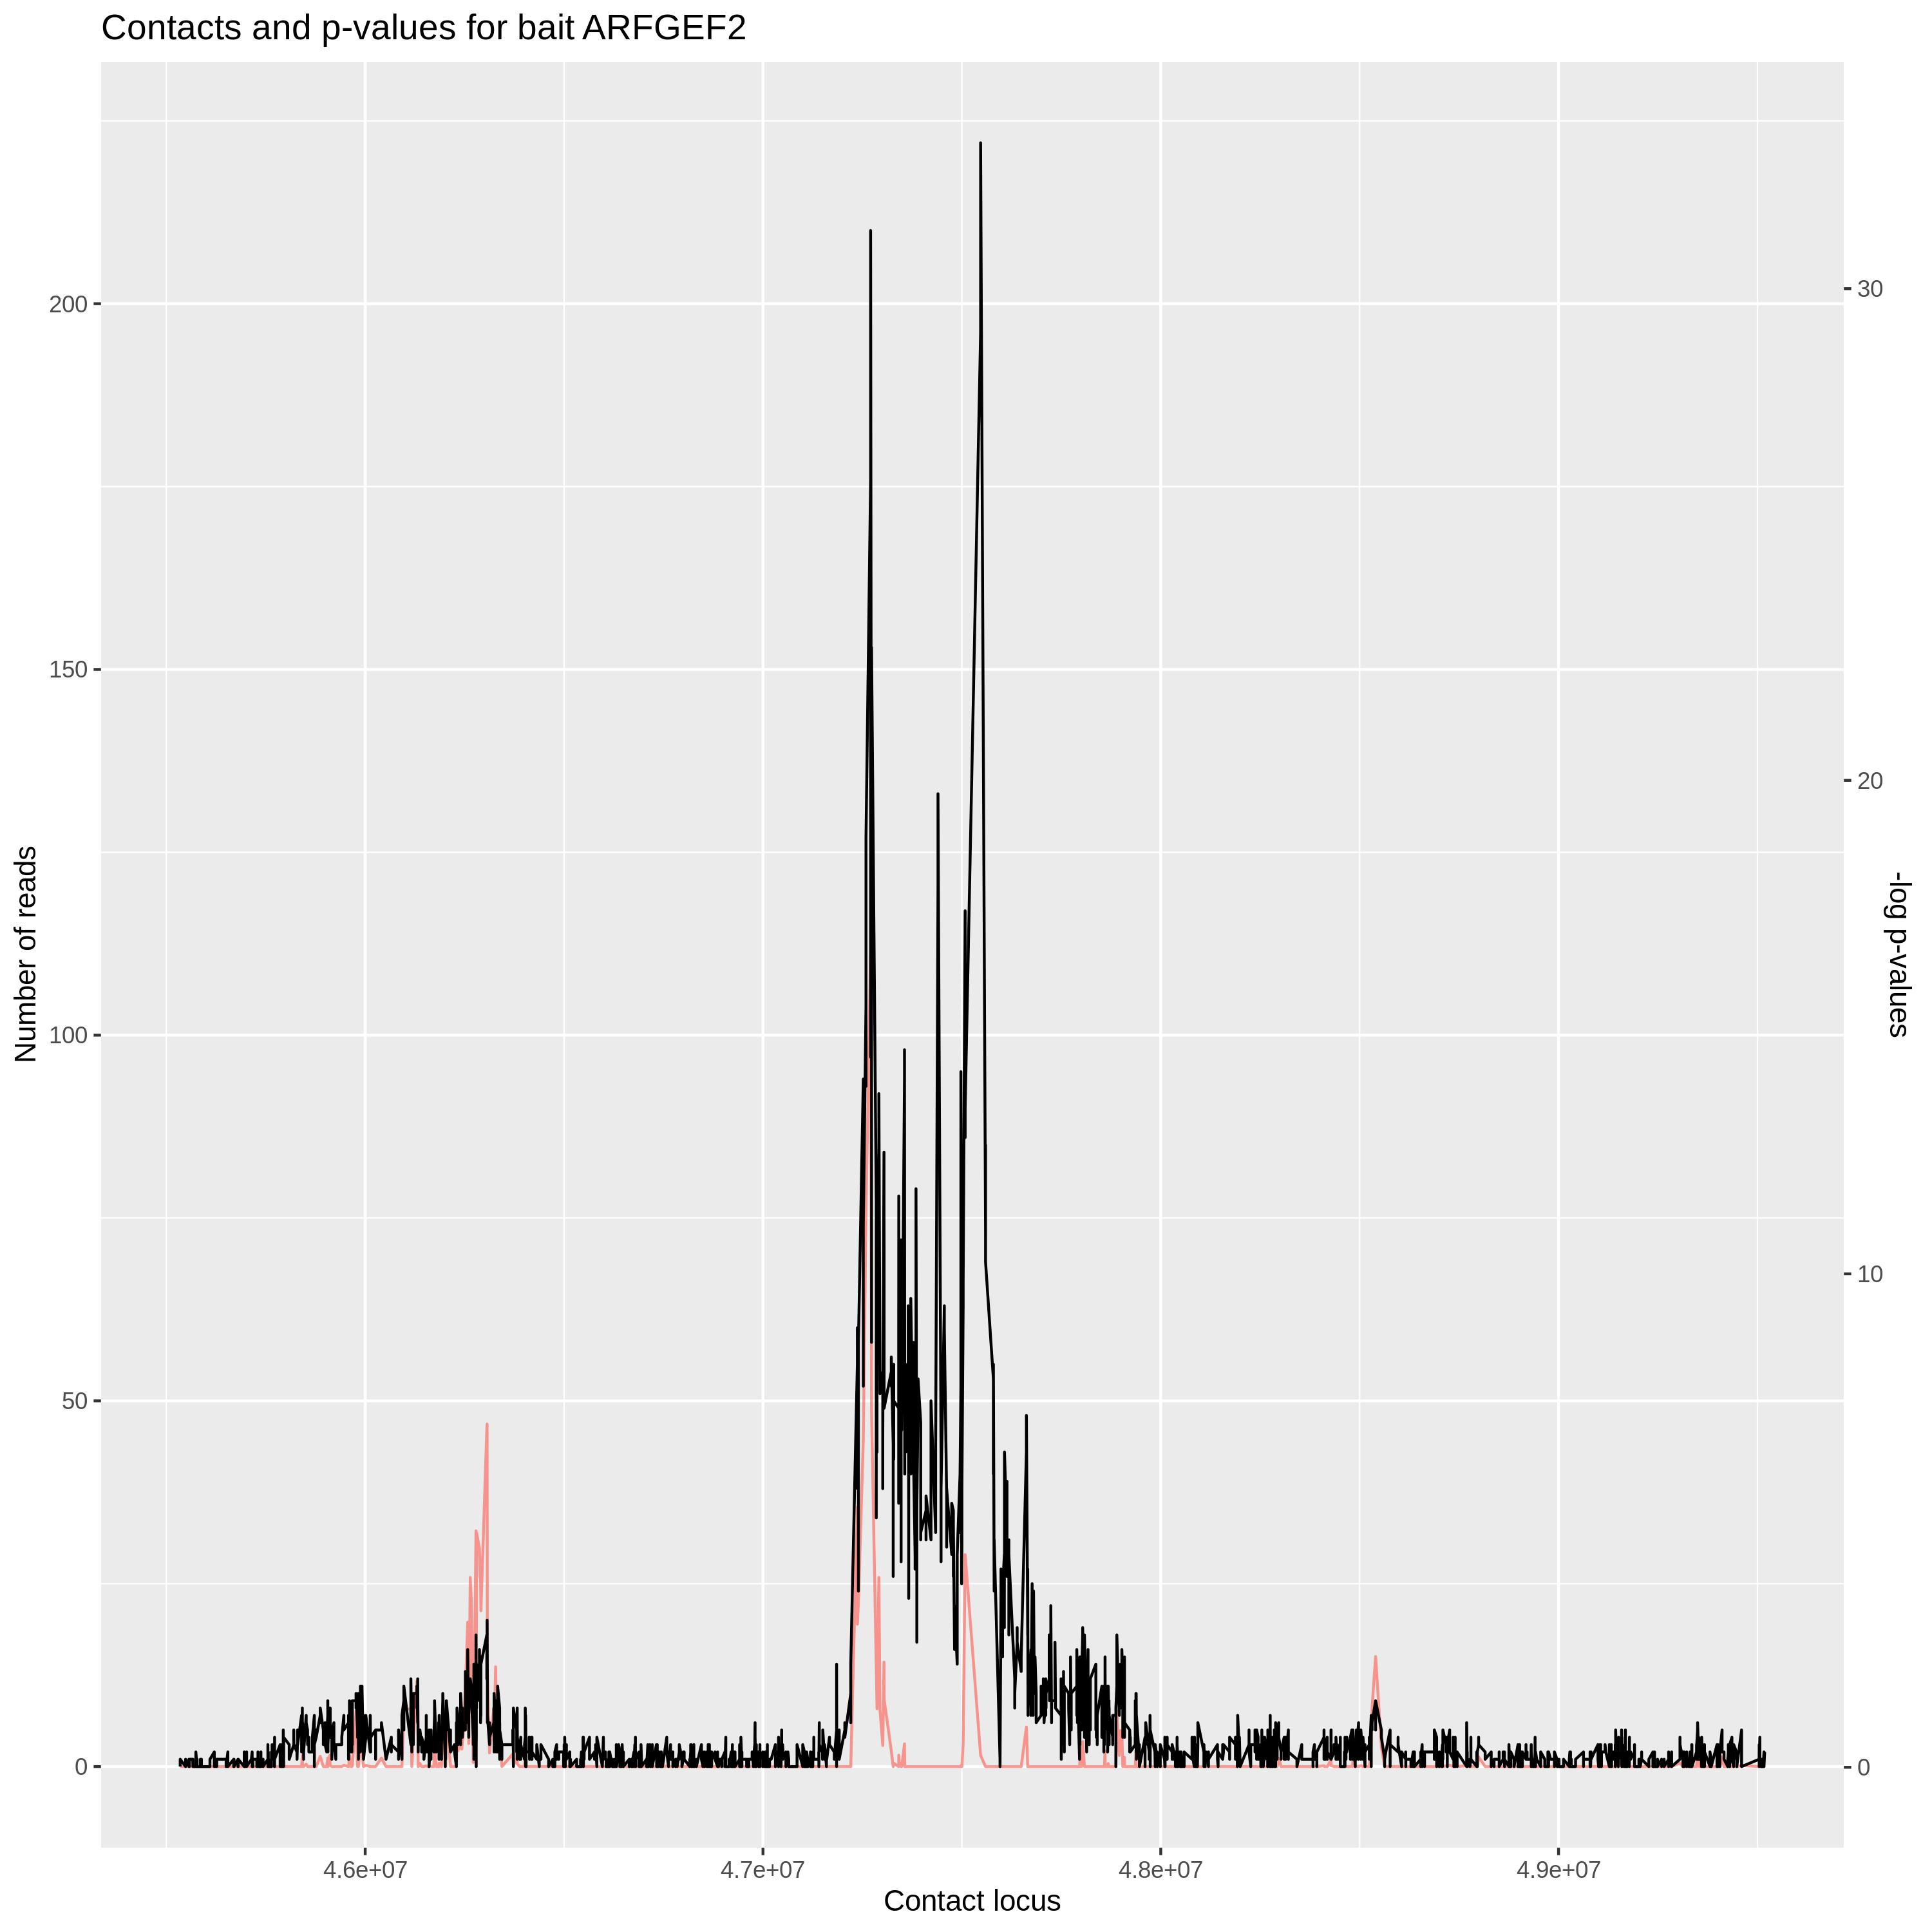 Contacts and p-values for bait ARFGEF2
Number of reads
200
150
100
50
0
30
20
10
0
-log p-values
4.6e+07 4.7e+07 4.8e+07 4.9e+07
Contact locus